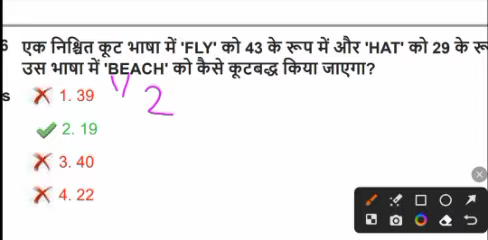 6 एक निश्चित कूट भाषा में 'FLY' को 43 के रूप में और 'HAT' को 29 के रू
उस भाषा में 'BEACH' को कैसे कूटबद्ध किया जाएगा?
s 1. 39
2. 19
3. 40
4. 22
2